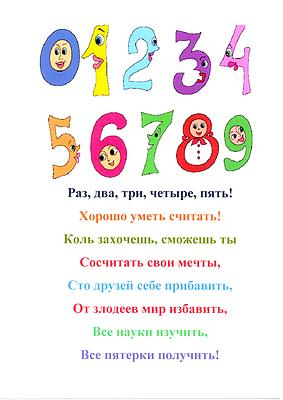 0 1 2 3 4
5 6 7 8 9
Раз, два, три, четыре, пять!
Хорошо уметь считать!
Коль захочешь, сможешь ты
Сосчитать свои мечты,
Сто друзей себе прибавить,
От злодеев мир избавить,
Все науки изучить,
Все пятерки получить!